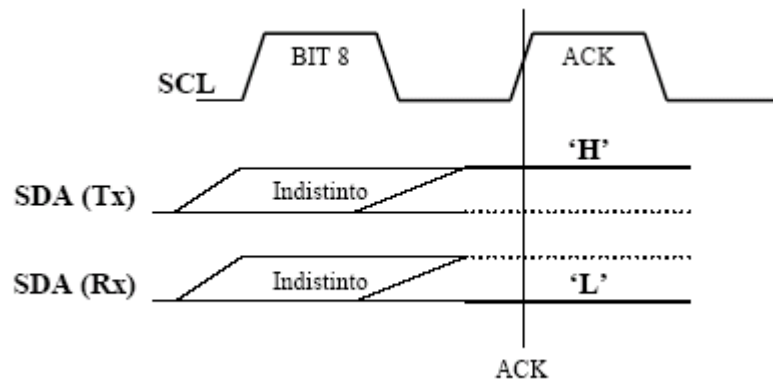 BIT 8
ACK
SCL
‘H’
SDA (Tx)
Indistinto
SDA (Rx)
Indistinto
‘L’
ACK